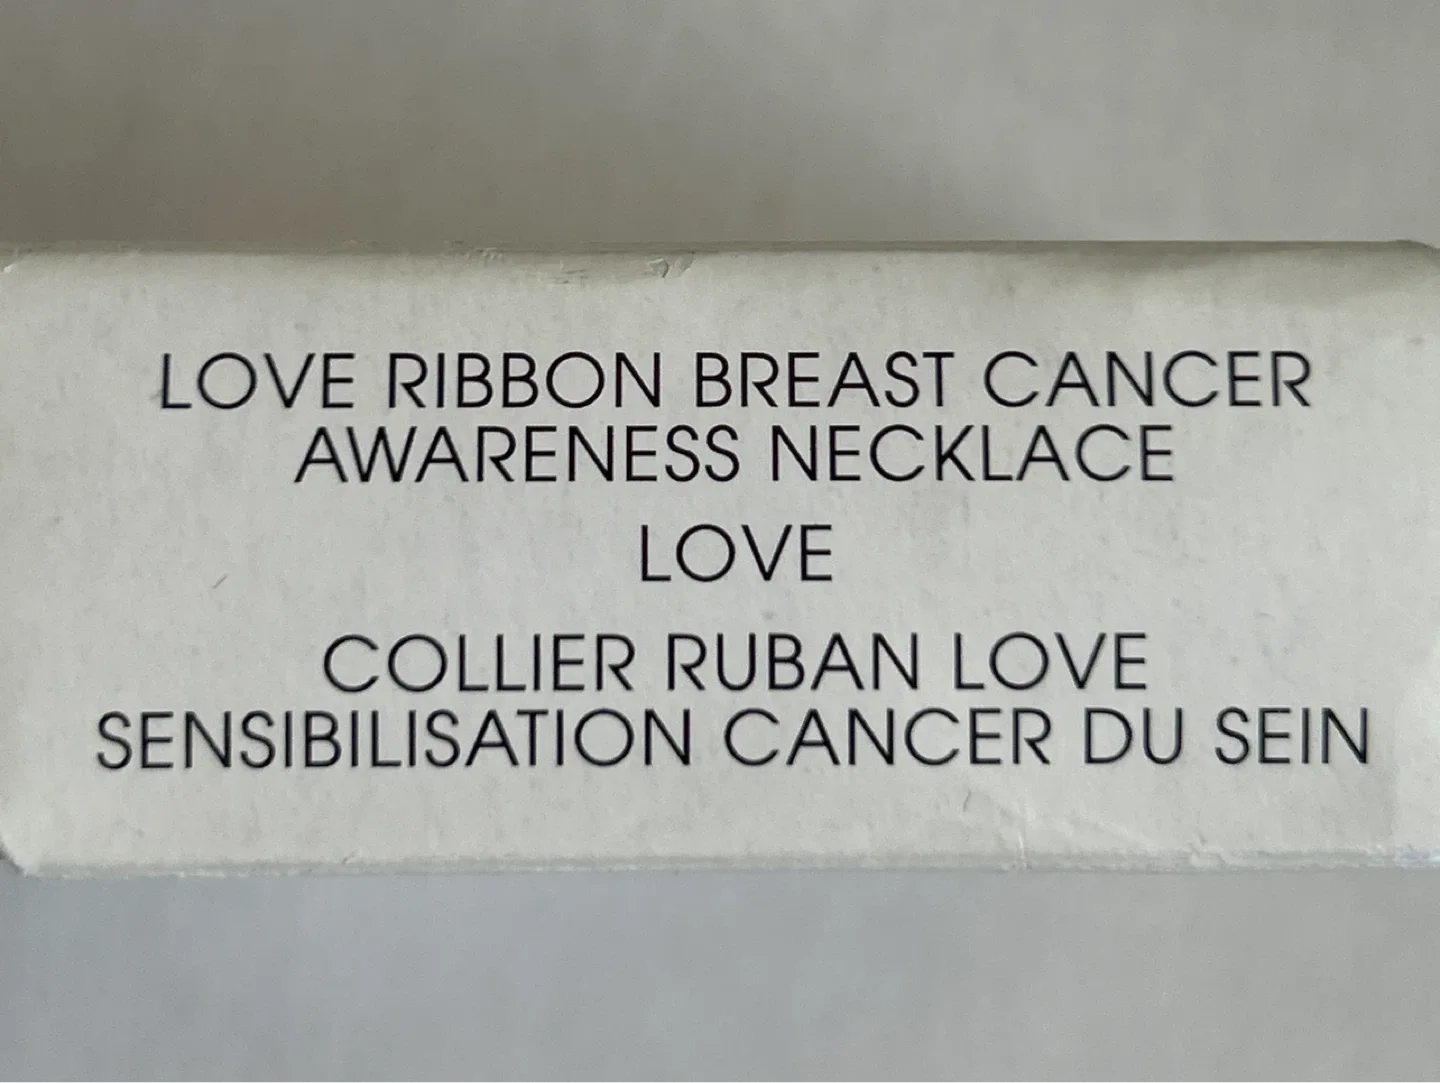 LOVE RIBBON BREAST CANCER
AWARENESS NECKLACE
LOVE
COLLIER RUBAN LOVE
SENSIBILISATION CANCER DU SEIN